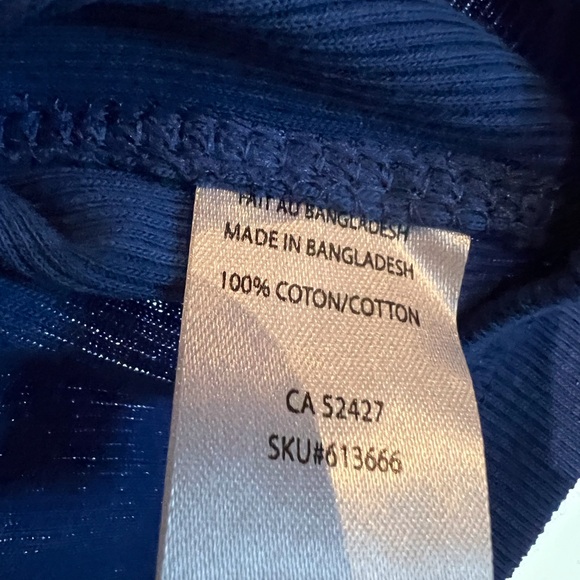 FAIT AU BANGLADESH
MADE IN BANGLADESH
100% COTON/COTTON
CA 52427
SKU#613666